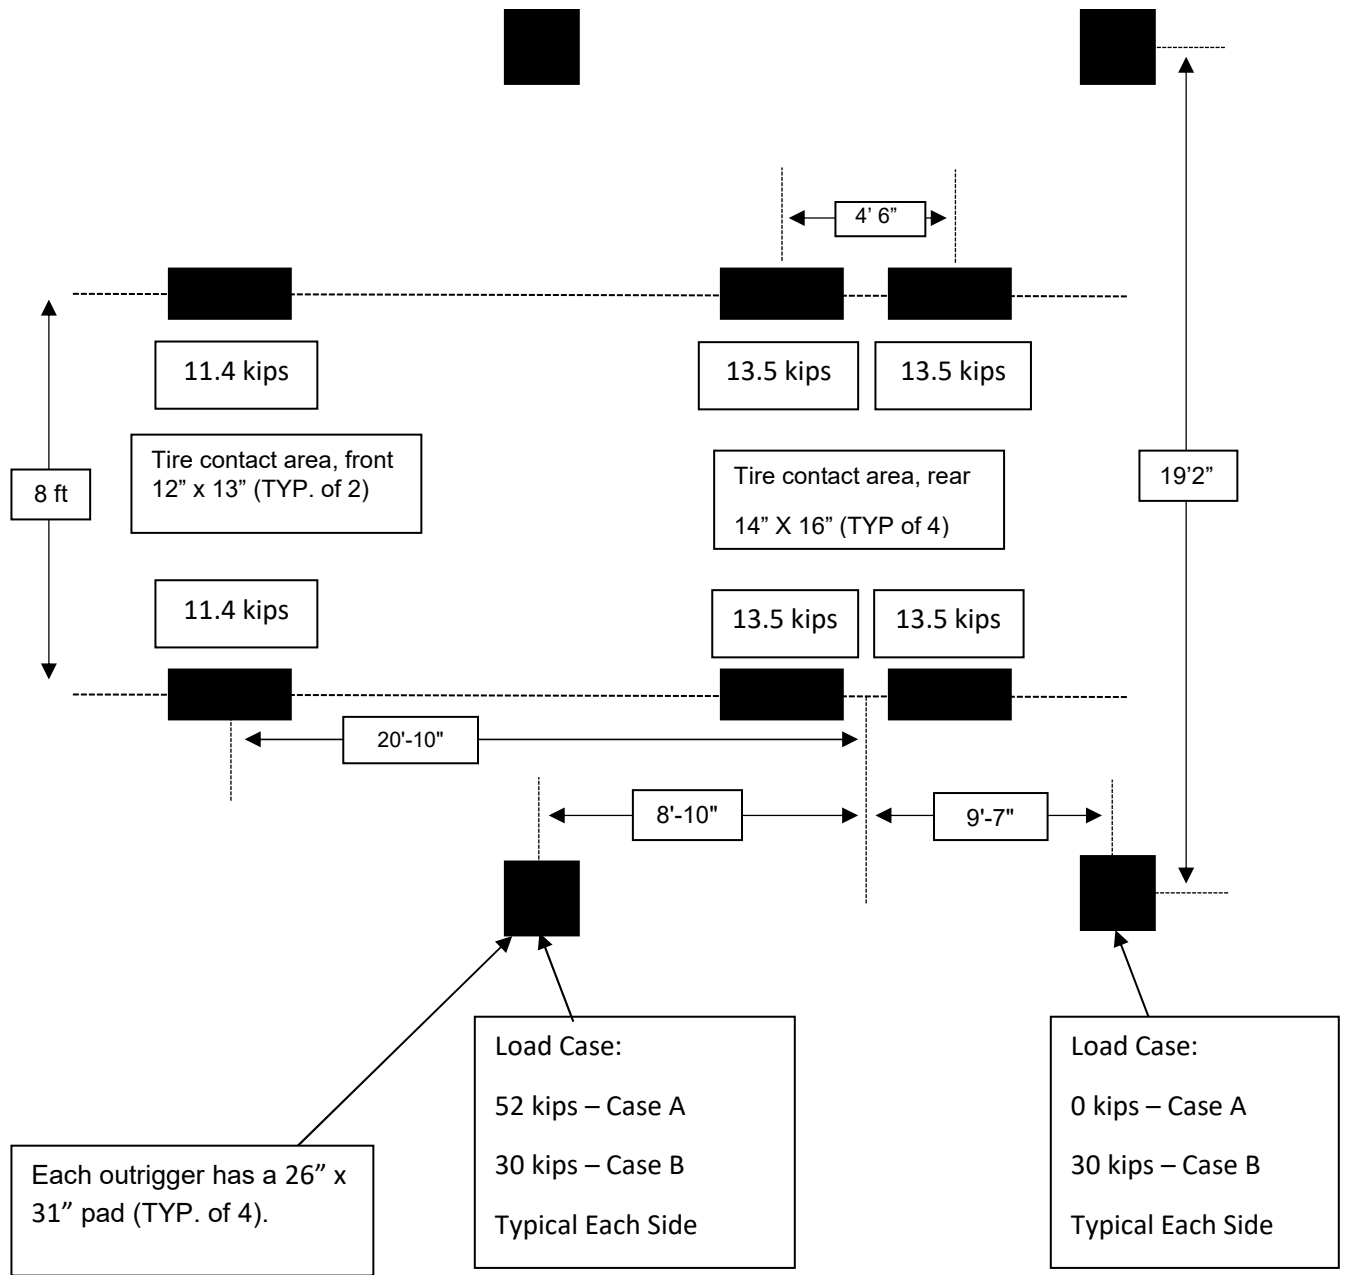 4’ 6”
11.4 kips
13.5 kips
13.5 kips
Tire contact area, front
12” x 13” (TYP. of 2)
Tire contact area, rear
14” X 16” (TYP of 4)
8 ft
19’2”
11.4 kips
13.5 kips
13.5 kips
20'-10"
8'-10"
9'-7"
Load Case:
52 kips – Case A
30 kips – Case B
Typical Each Side
Load Case:
0 kips – Case A
30 kips – Case B
Typical Each Side
Each outrigger has a 26” x
31” pad (TYP. of 4).